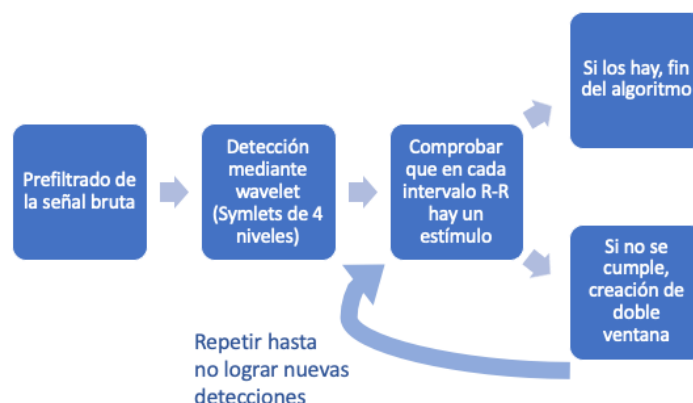 Prefiltrado de
la señal bruta
Detección
mediante
wavelet
(Symlets de 4
niveles)
Comprobar
que en cada
intervalo R-R
hay un
estímulo
Si los hay, fin
del algoritmo
Si no se
cumple,
creación de
doble
ventana
Repetir hasta
no lograr nuevas
detecciones